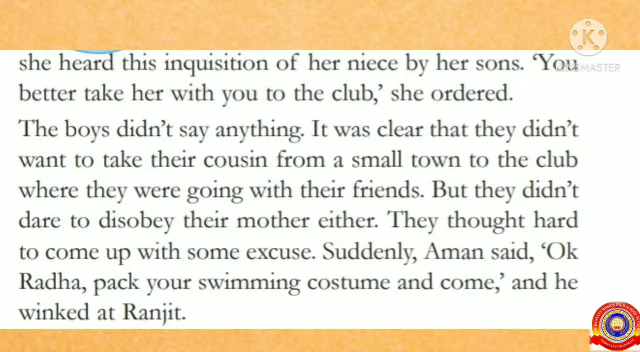 K
KINEMASTER
she heard this inquisition of her niece by her sons. ‘You
better take her with you to the club,’ she ordered.
The boys didn’t say anything. It was clear that they didn’t
want to take their cousin from a small town to the club
where they were going with their friends. But they didn’t
dare to disobey their mother either. They thought hard
to come up with some excuse. Suddenly, Aman said, ‘Ok
Radha, pack your swimming costume and come,’ and he
winked at Ranjit.